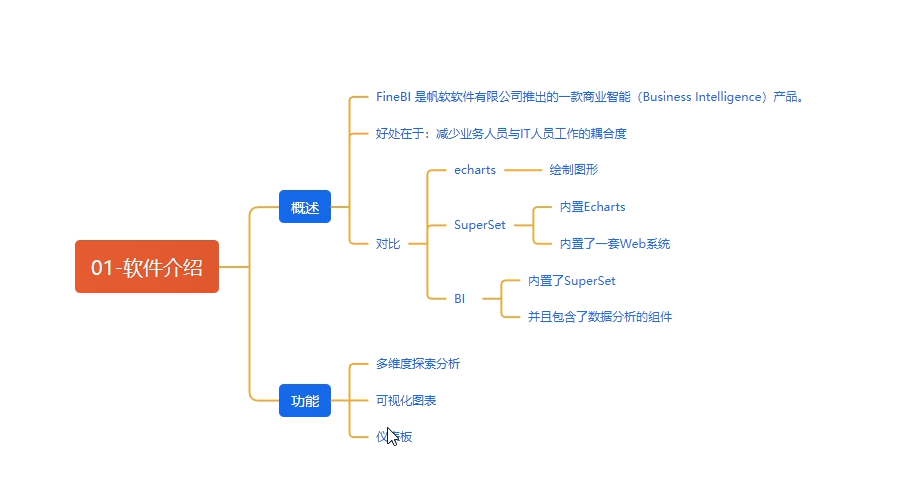 01-软件介绍
概述
FineBI 是帆软软件有限公司推出的一款商业智能（Business Intelligence）产品。
好处在于：减少业务人员与IT人员工作的耦合度
对比
echarts
绘制图形
SuperSet
内置Echarts
内置了一套Web系统
BI
内置了SuperSet
并且包含了数据分析的组件
功能
多维度探索分析
可视化图表
仪表板